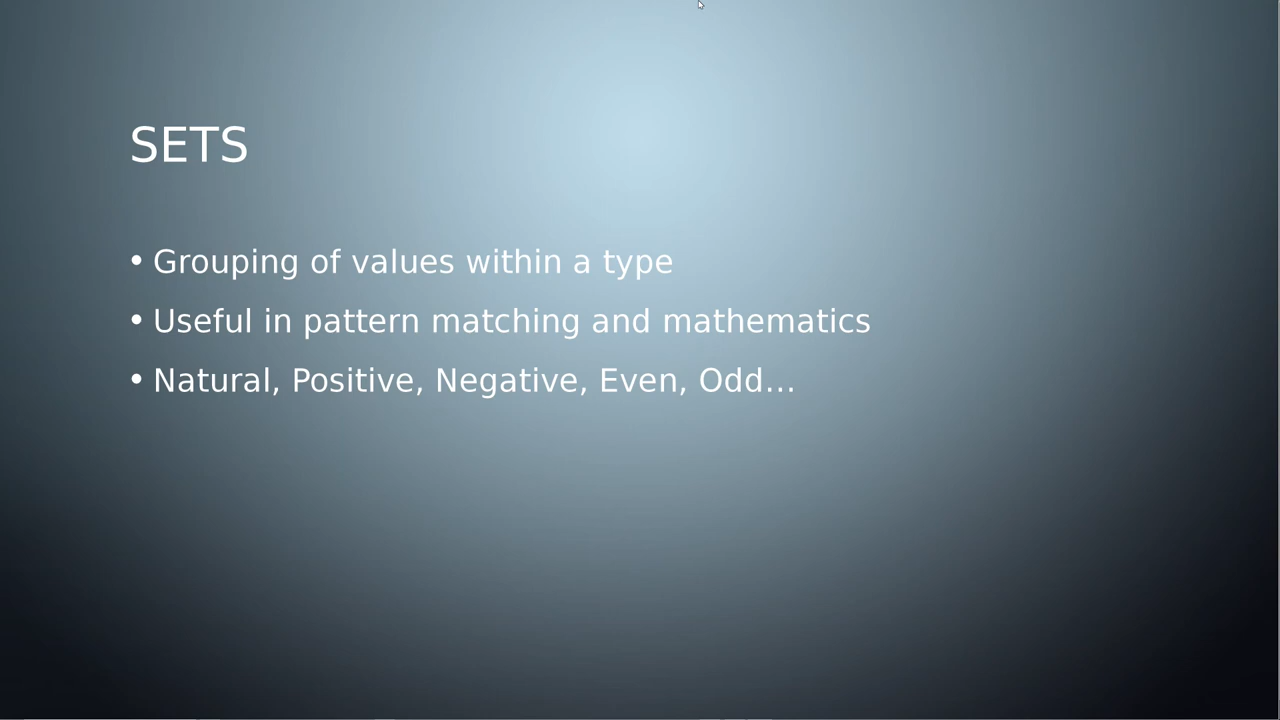 SETS
• Grouping of values within a type
• Useful in pattern matching and mathematics
• Natural, Positive, Negative, Even, Odd…